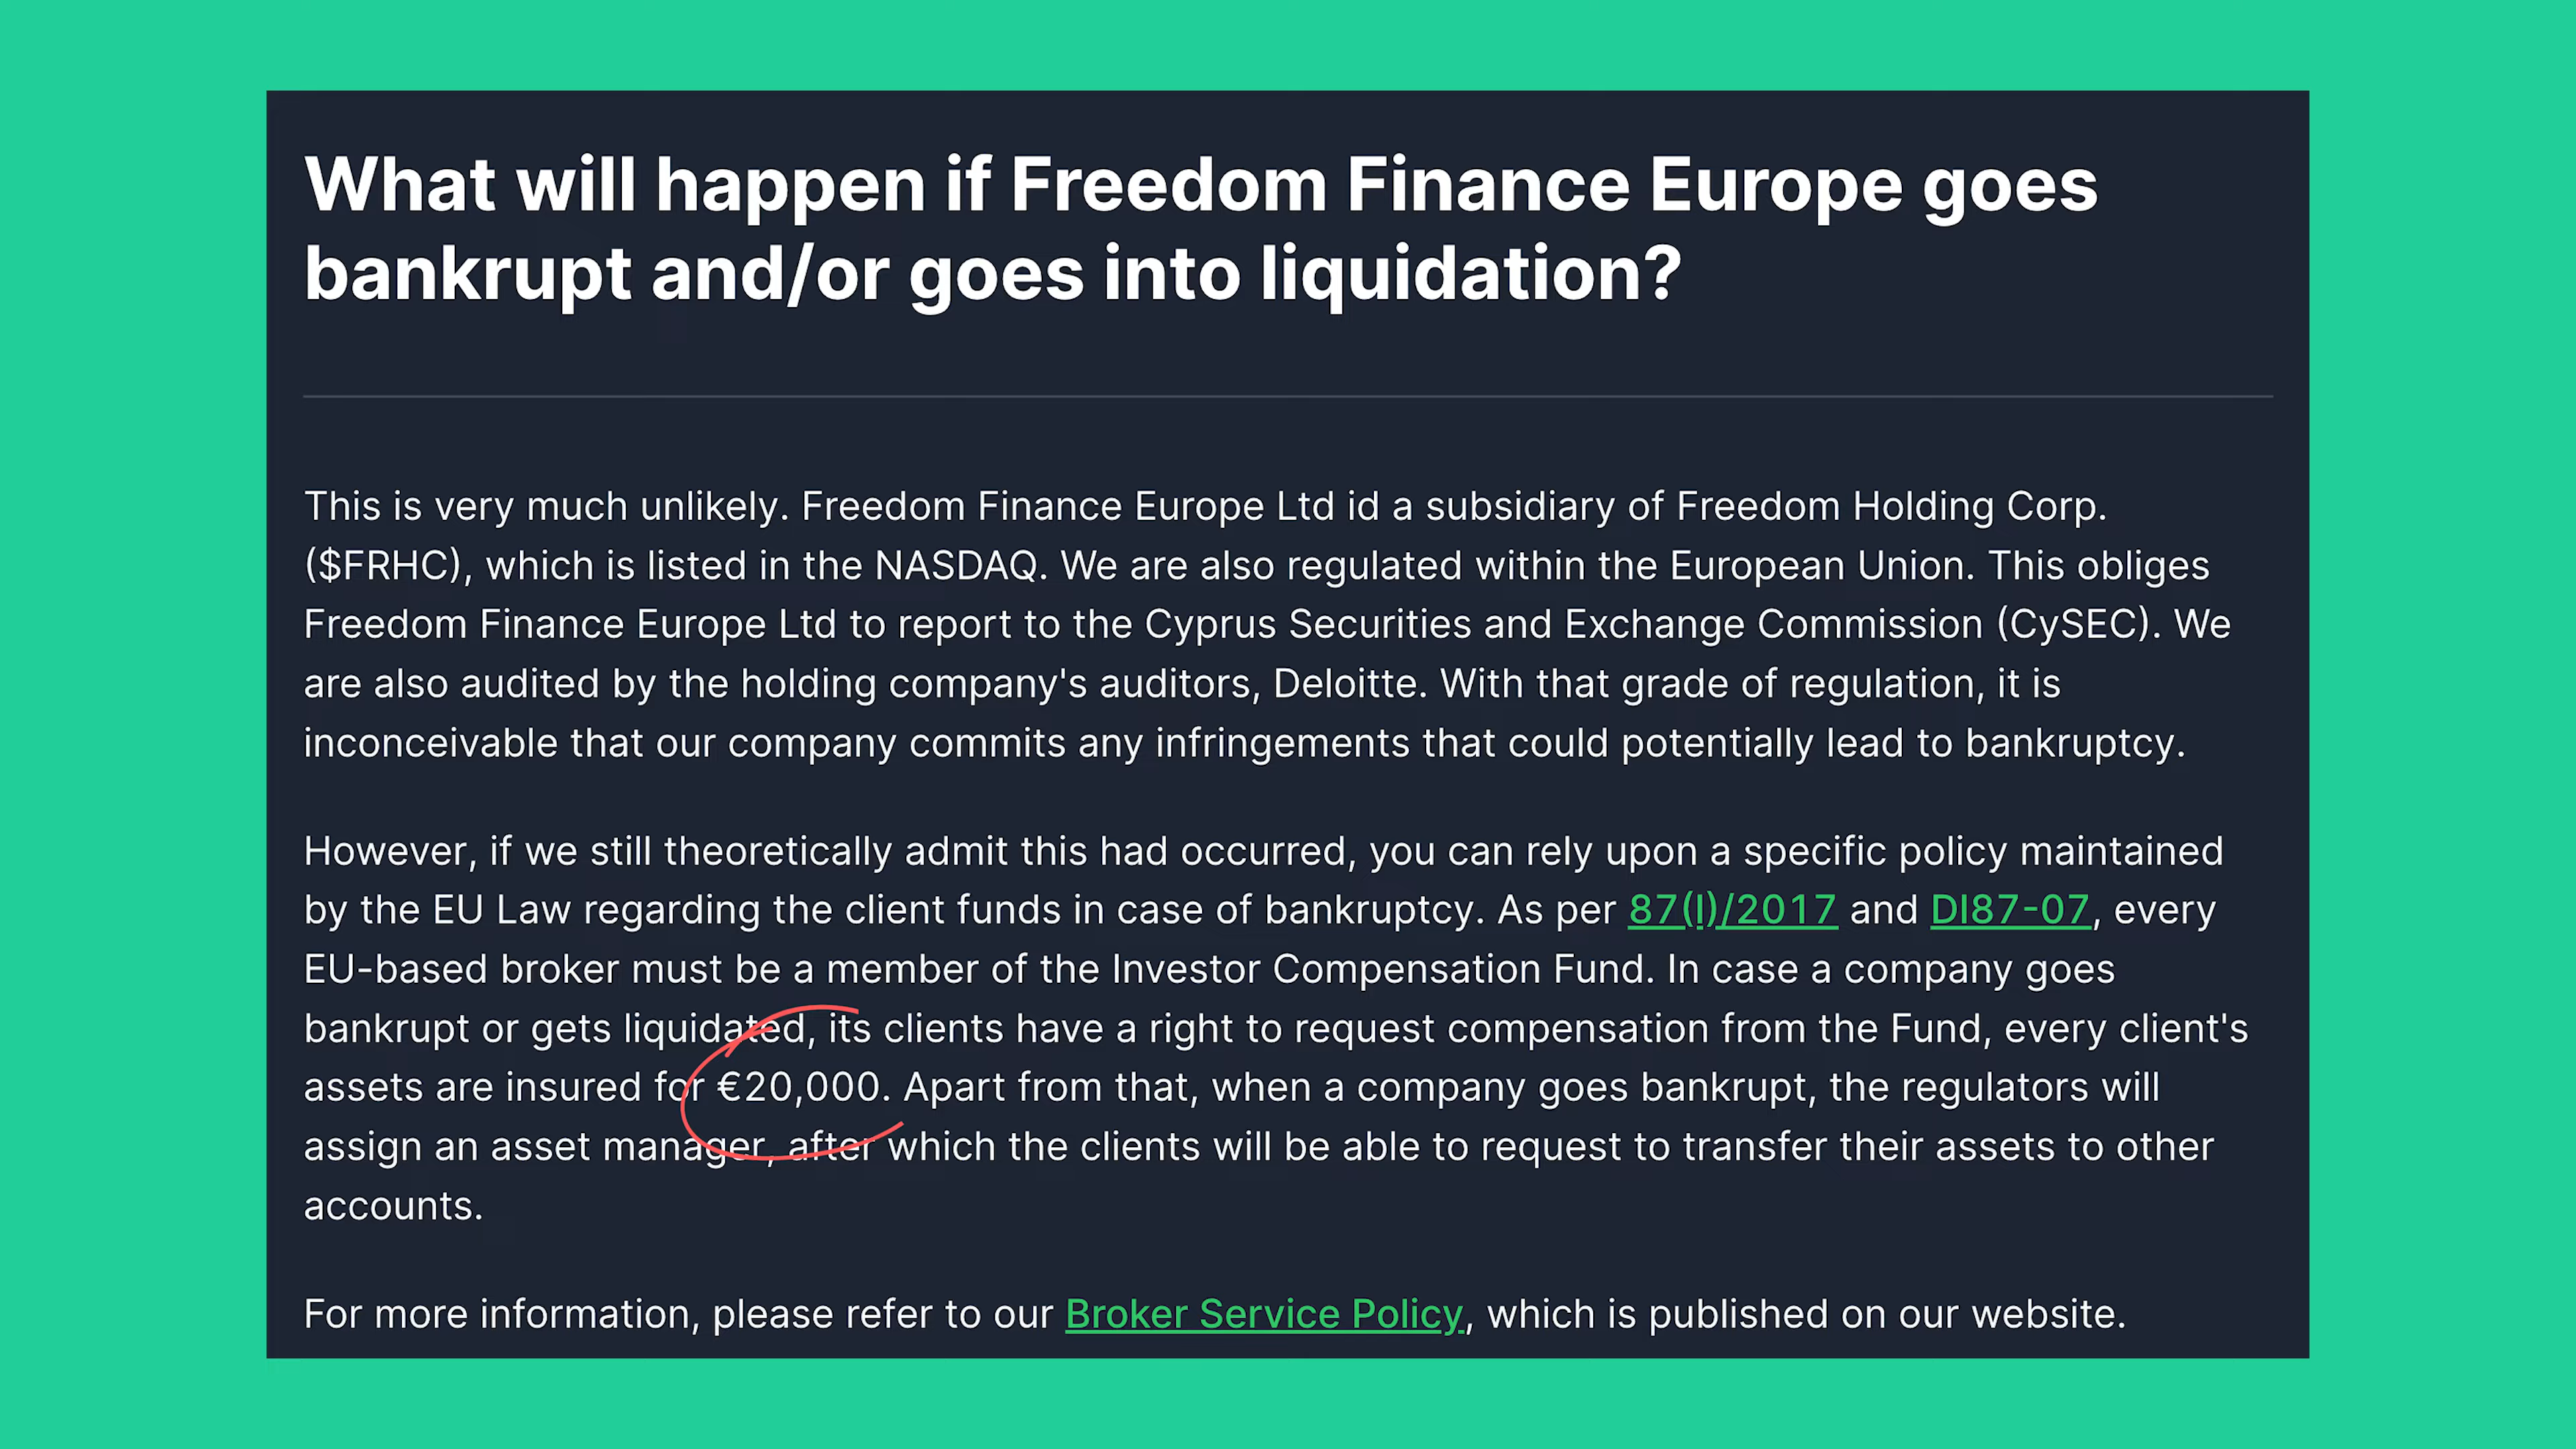 What will happen if Freedom Finance Europe goes
bankrupt and/or goes into liquidation?
This is very much unlikely. Freedom Finance Europe Ltd id a subsidiary of Freedom Holding Corp.
($FRHC), which is listed in the NASDAQ. We are also regulated within the European Union. This obliges
Freedom Finance Europe Ltd to report to the Cyprus Securities and Exchange Commission (CySEC). We
are also audited by the holding company's auditors, Deloitte. With that grade of regulation, it is
inconceivable that our company commits any infringements that could potentially lead to bankruptcy.
However, if we still theoretically admit this had occurred, you can rely upon a specific policy maintained
by the EU Law regarding the client funds in case of bankruptcy. As per 87(I)/2017 and DI87-07, every
EU-based broker must be a member of the Investor Compensation Fund. In case a company goes
bankrupt or gets liquidated, its clients have a right to request compensation from the Fund, every client's
assets are insured for €20,000. Apart from that, when a company goes bankrupt, the regulators will
assign an asset manager, after which the clients will be able to request to transfer their assets to other
accounts.
For more information, please refer to our Broker Service Policy, which is published on our website.